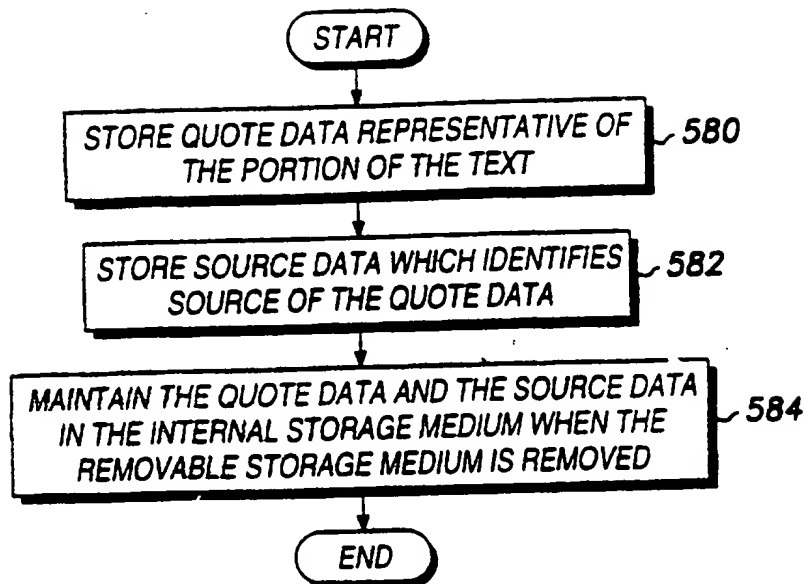 START
STORE QUOTE DATA REPRESENTATIVE OF
THE PORTION OF THE TEXT
580
STORE SOURCE DATA WHICH IDENTIFIES
SOURCE OF THE QUOTE DATA
582
MAINTAIN THE QUOTE DATA AND THE SOURCE DATA
IN THE INTERNAL STORAGE MEDIUM WHEN THE
REMOVABLE STORAGE MEDIUM IS REMOVED
584
END